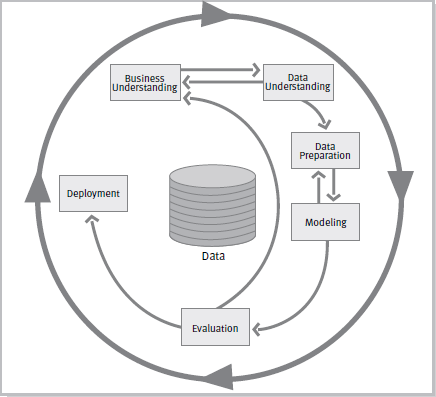 Business
Understanding
Data
Understanding
Data
Preparation
Deployment
Modeling
Data
Evaluation